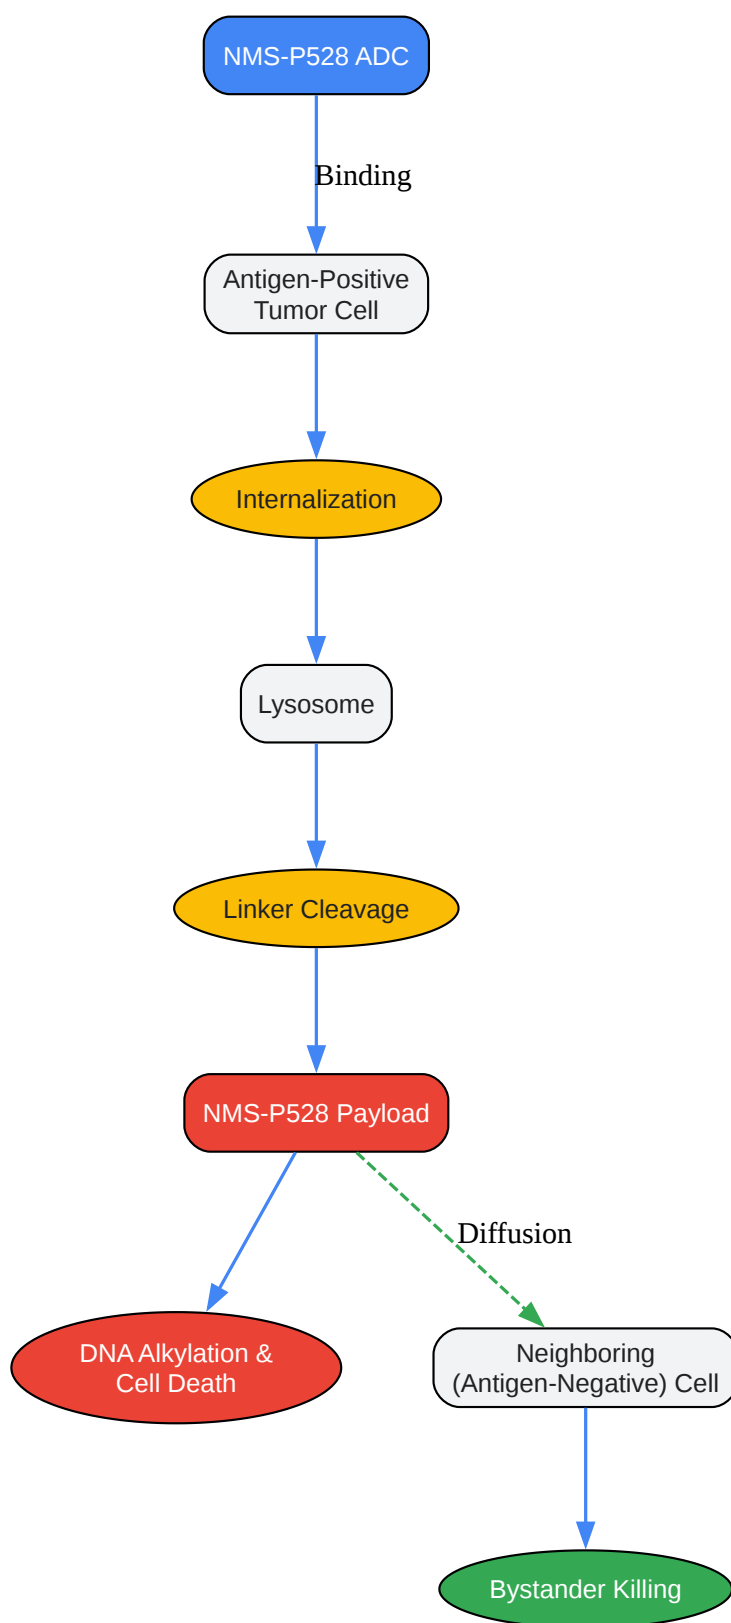 NMS-P528 ADC
Binding
Antigen-Positive
Tumor Cell
Internalization
Lysosome
Linker Cleavage
NMS-P528 Payload
Diffusion
DNA Alkylation &
Cell Death
Neighboring
(Antigen-Negative) Cell
Bystander Killing